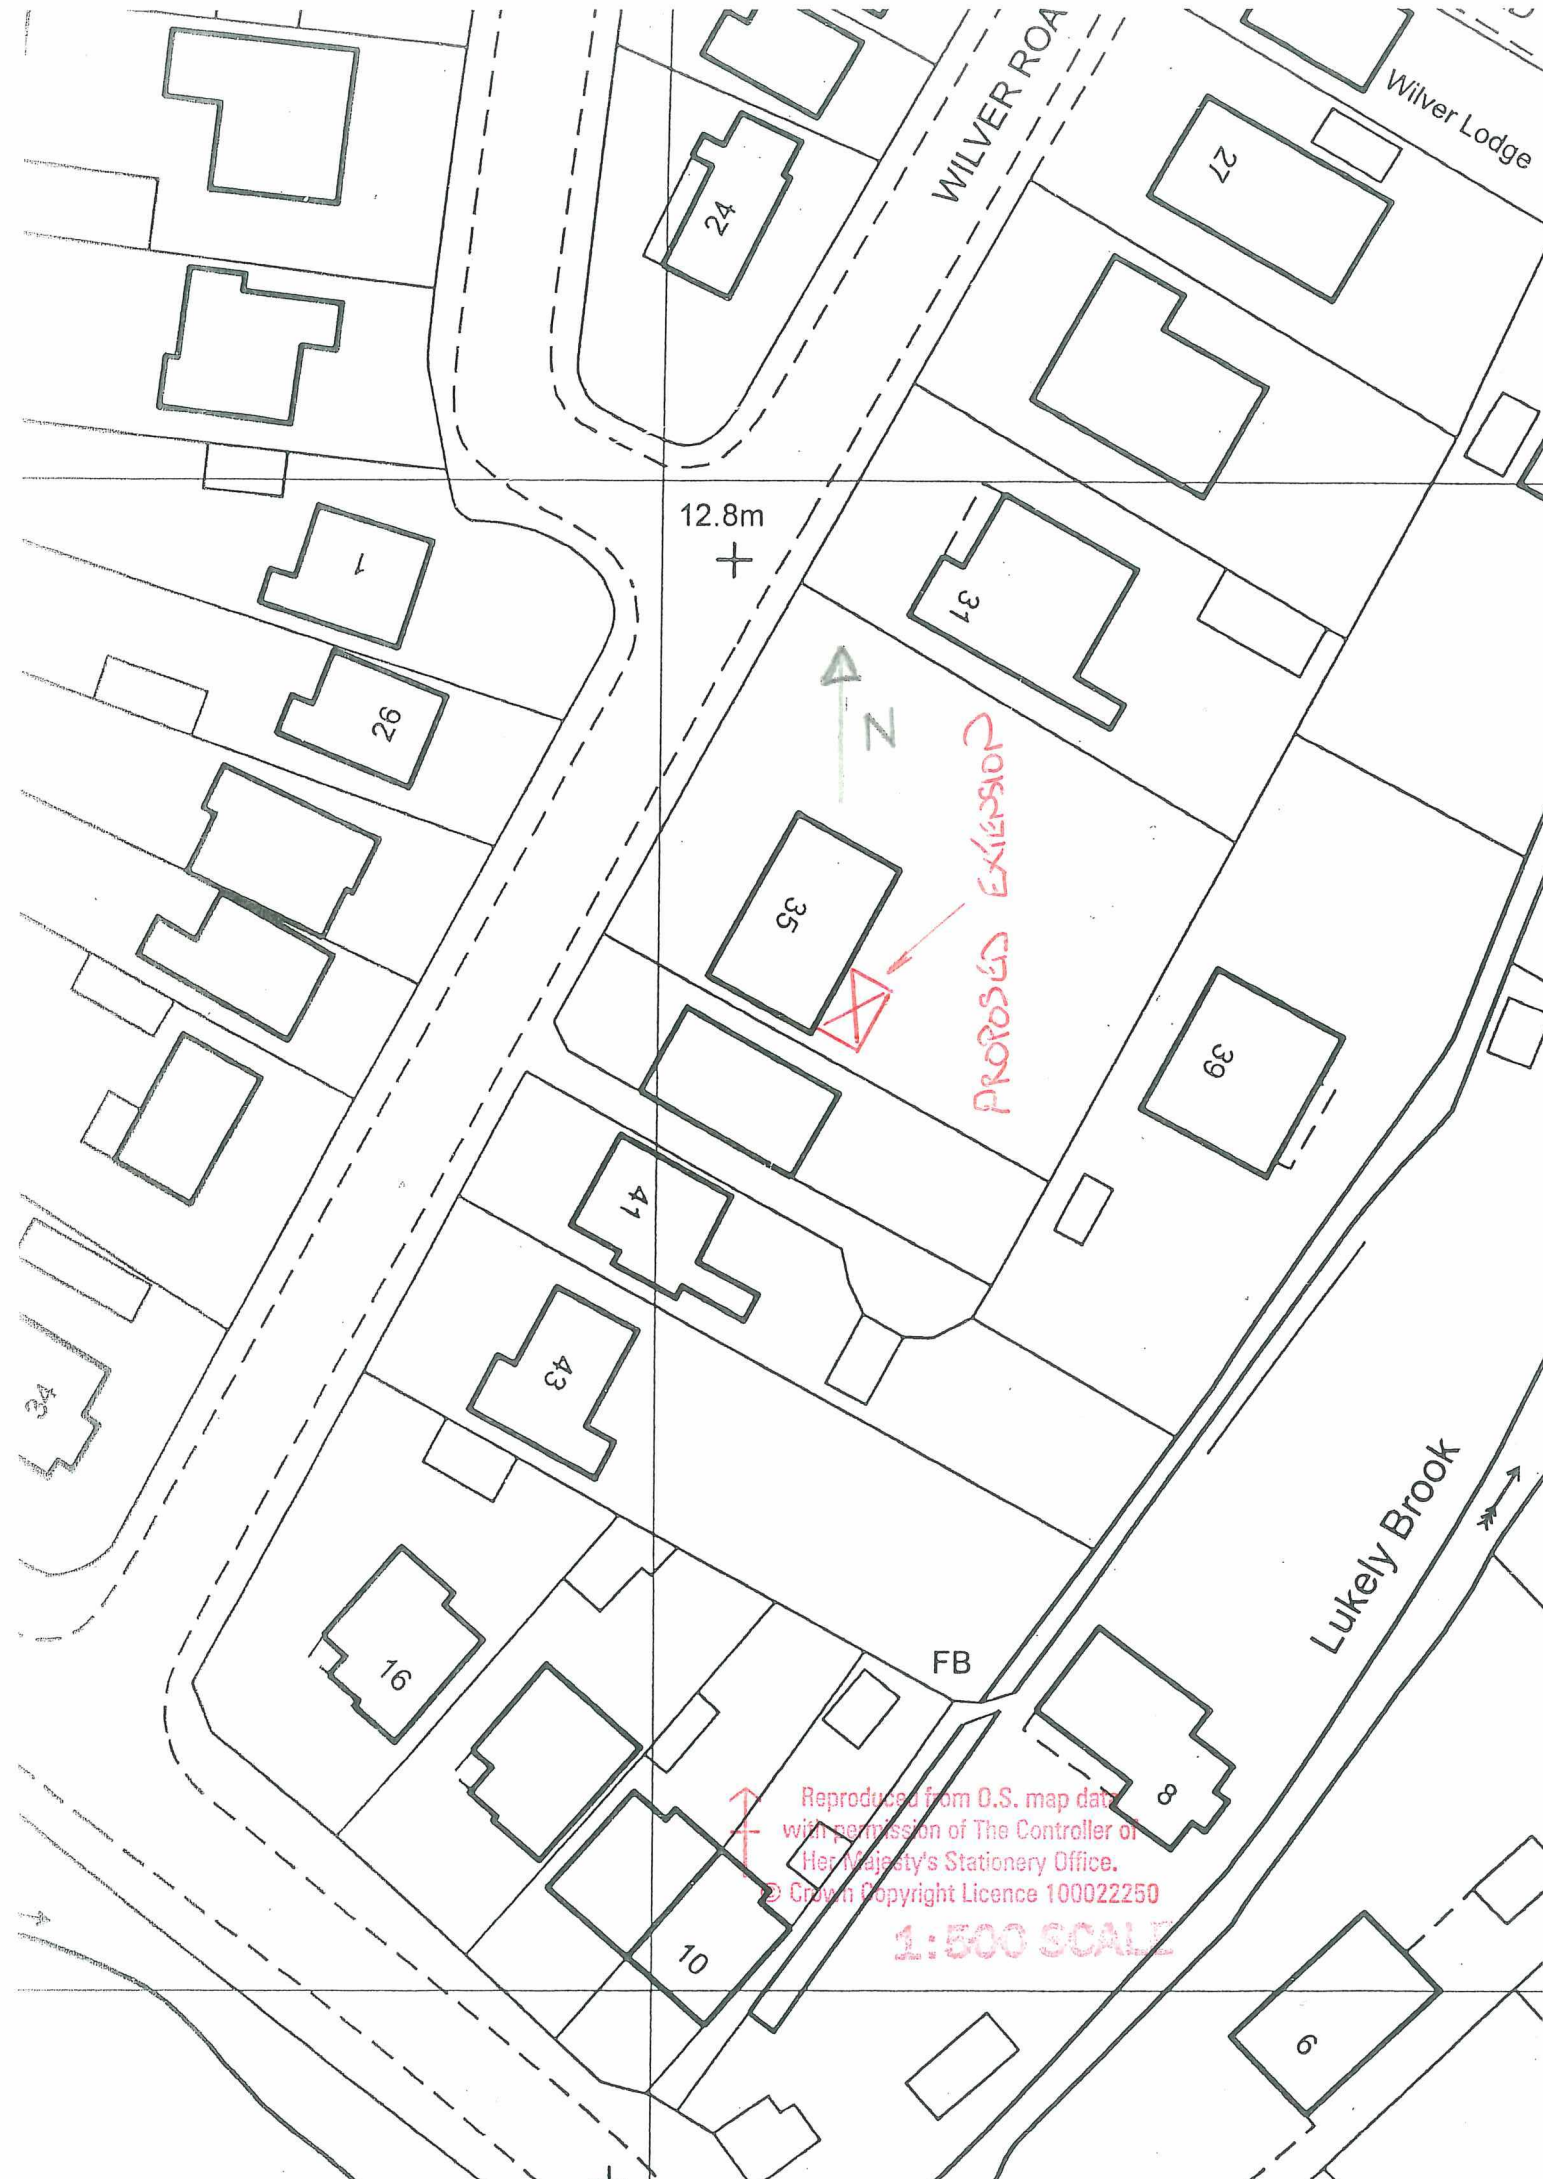 WILVER ROA
Wilver Lodge
27
24
12.8m
31
1
N
26
PROPOSED EXTENSION
35
39
41
43
34
Lukely Brook
16
FB
8
Reproduced from O.S. map data
with permission of The Controller of
Her Majesty's Stationery Office.
© Crown Copyright Licence 100022250
1:500 SCALE
10
6